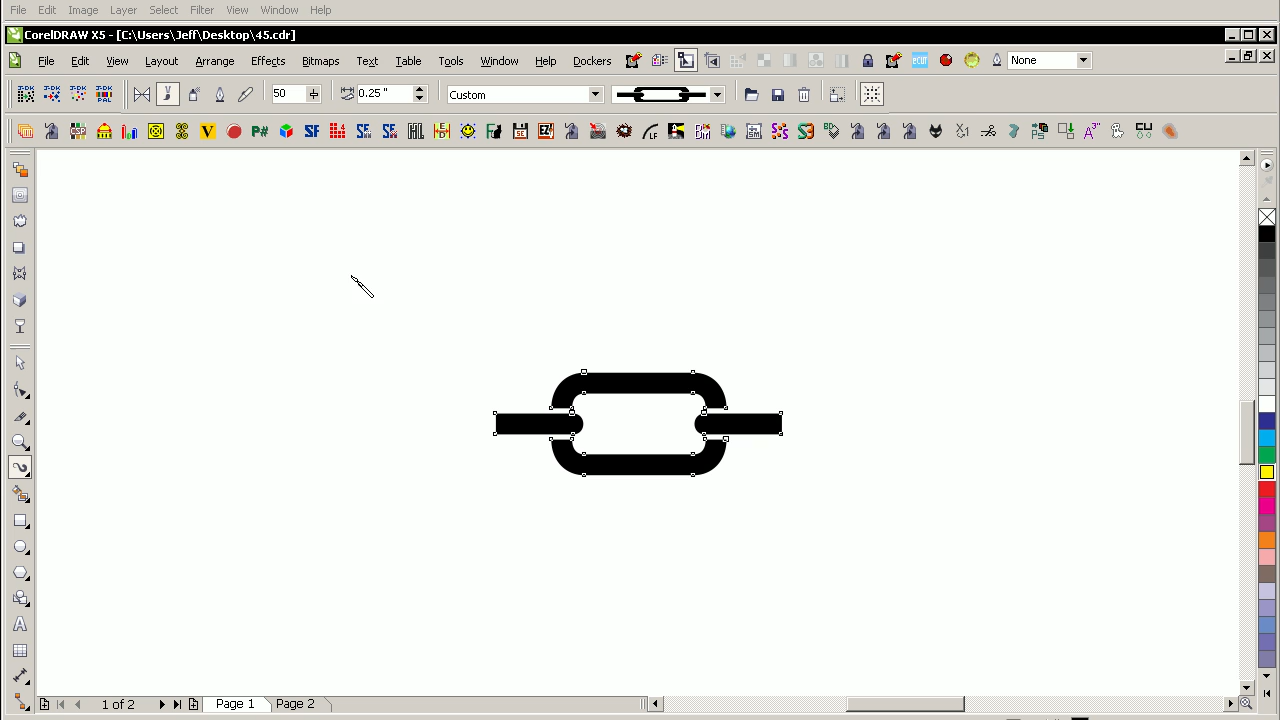 File Edit Image Layer Select Filter View Window Help
CorelDRAW X5 - [C:\Users\Jeff\Desktop\45.cdr]
File Edit View Layout Arrange Effects Bitmaps Text Table Tools Window Help Dockers None
50 0.25 " Custom
1 of 2 Page 1 Page 2